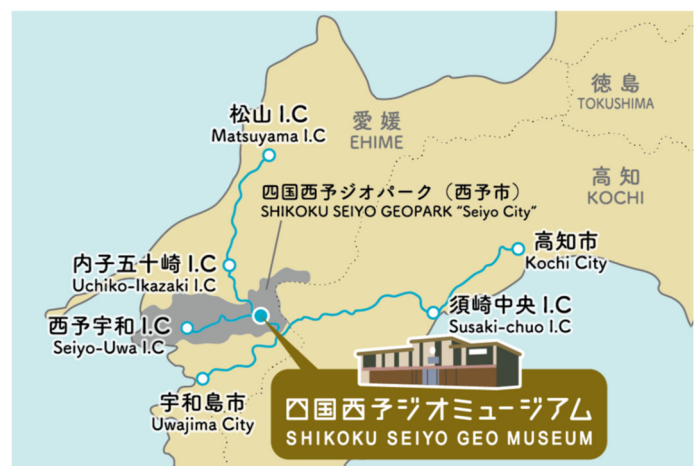 徳島
TOKUSHIMA
松山 I.C
Matsuyama I.C
愛媛
EHIME
高知
KOCHI
四国西予ジオパーク（西予市）
SHIKOKU SEIYO GEOPARK “Seiyo City”
高知市
Kochi City
内子五十崎 I.C
Uchiko-Ikazaki I.C
須崎中央 I.C
Susaki-chuo I.C
西予宇和 I.C
Seiyo-Uwa I.C
宇和島市
Uwajima City
四国西予ジオミュージアム
SHIKOKU SEIYO GEO MUSEUM